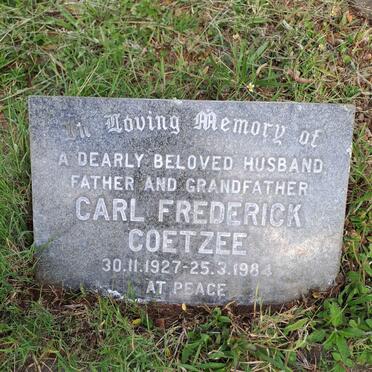 In Loving Memory of
A DEARLY BELOVED HUSBAND
FATHER AND GRANDFATHER
CARL FREDERICK
COETZEE
30.11.1927-25.3.1984
AT PEACE